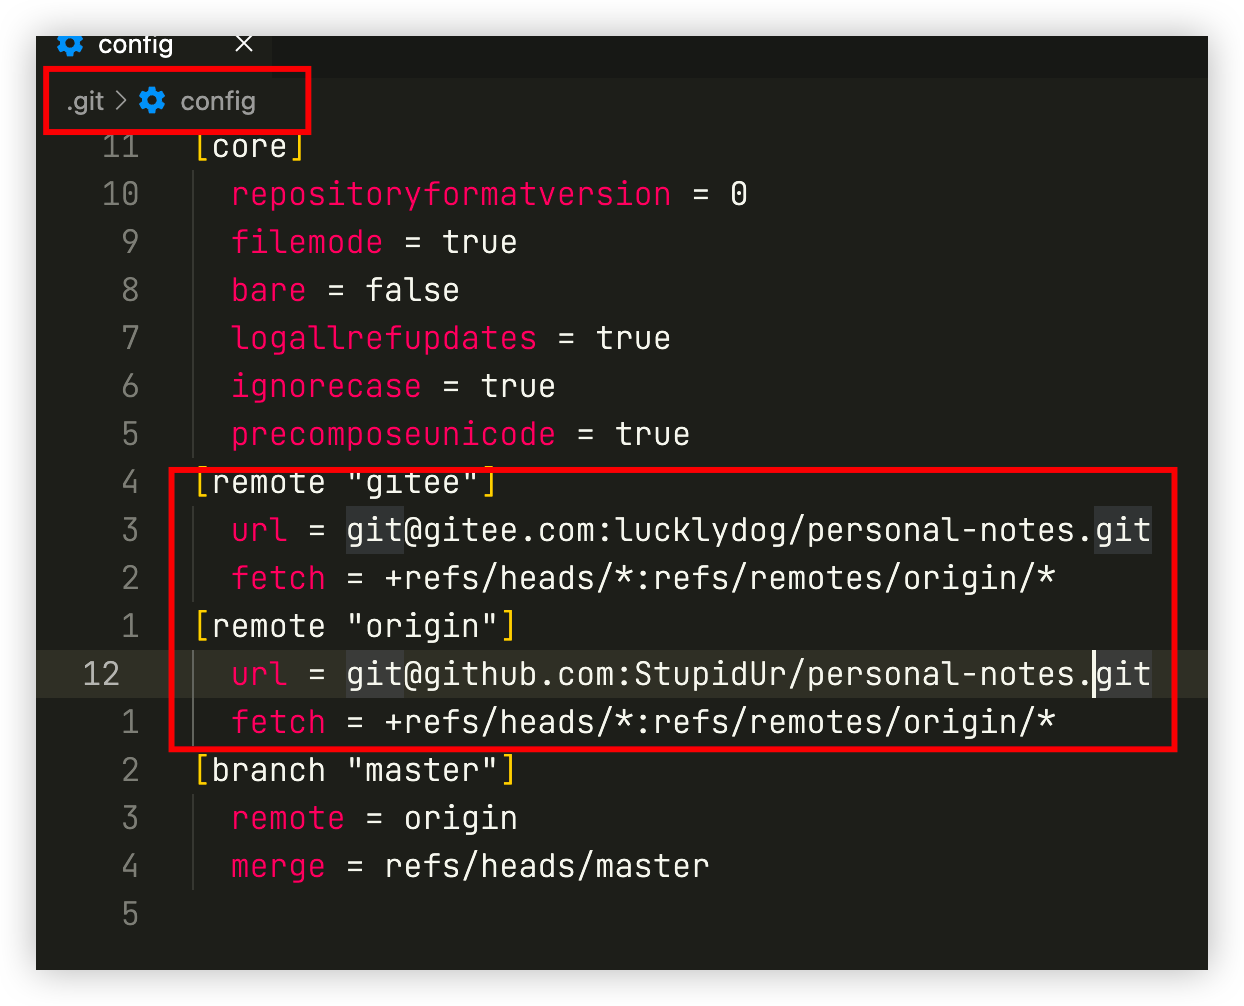 config
.git > config
11 [core]
10 repositoryformatversion = 0
9 filemode = true
8 bare = false
7 logallrefupdates = true
6 ignorecase = true
5 precomposeunicode = true
4 [remote "gitee"]
3 url = git@gitee.com:lucklydog/personal-notes.git
2 fetch = +refs/heads/*:refs/remotes/origin/*
1 [remote "origin"]
12 url = git@github.com:StupidUr/personal-notes.git
1 fetch = +refs/heads/*:refs/remotes/origin/*
2 [branch "master"]
3 remote = origin
4 merge = refs/heads/master
5